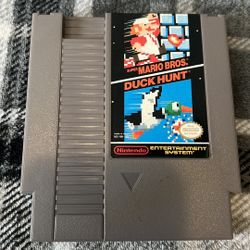 SUPER
MARIO BROS.
DUCK HUNT
Nintendo
ENTERTAINMENT
SYSTEM